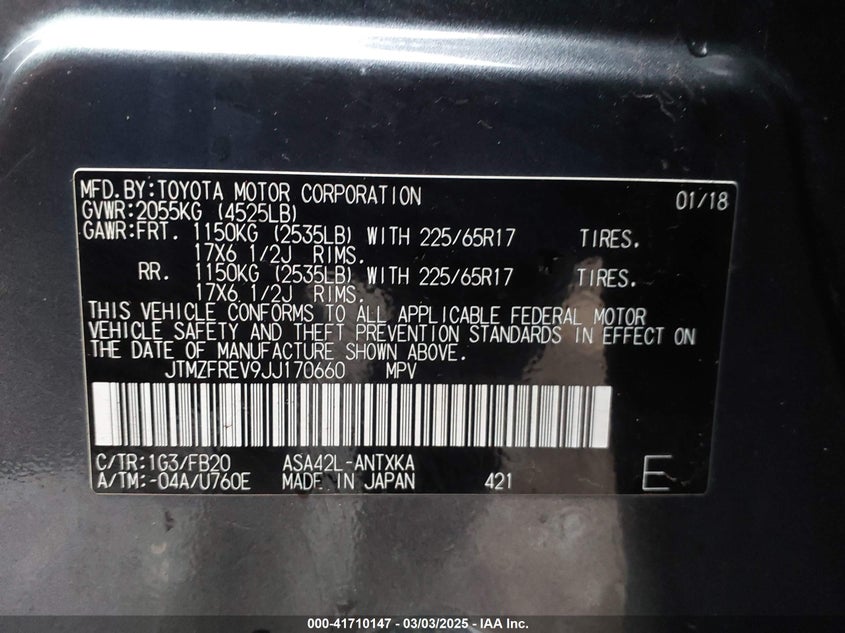 MFD.BY:TOYOTA MOTOR CORPORATION 01/18
GVWR:2055KG (4525LB)
GAWR:FRT. 1150KG (2535LB) WITH 225/65R17 TIRES.
17X6 1/2J RIMS.
RR. 1150KG (2535LB) WITH 225/65R17 TIRES.
17X6 1/2J RIMS.
THIS VEHICLE CONFORMS TO ALL APPLICABLE FEDERAL MOTOR
VEHICLE SAFETY AND THEFT PREVENTION STANDARDS IN EFFECT ON
THE DATE OF MANUFACTURE SHOWN ABOVE.
JTMZFREV9JJ170660 MPV
C/TR:1G3/FB20 ASA42L-ANTXKA
A/TM:-04A/U760E MADE IN JAPAN 421 E
000-41710147 — 03/03/2025 — IAA Inc.